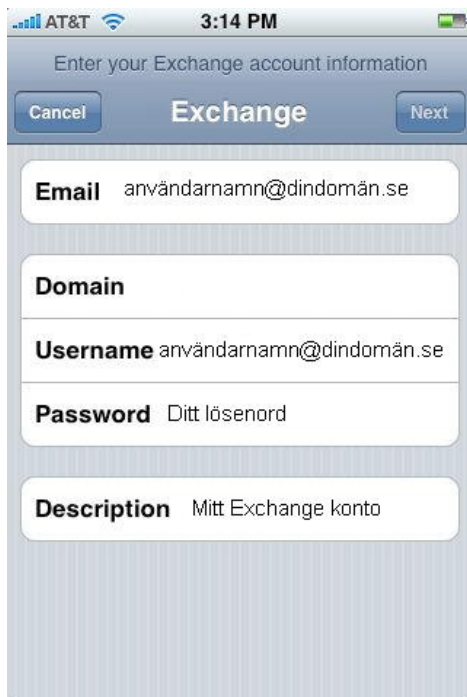 AT&T 3:14 PM
Enter your Exchange account information
Cancel Exchange Next
Email användarnamn@dindomän.se
Domain
Username användarnamn@dindomän.se
Password Ditt lösenord
Description Mitt Exchange konto